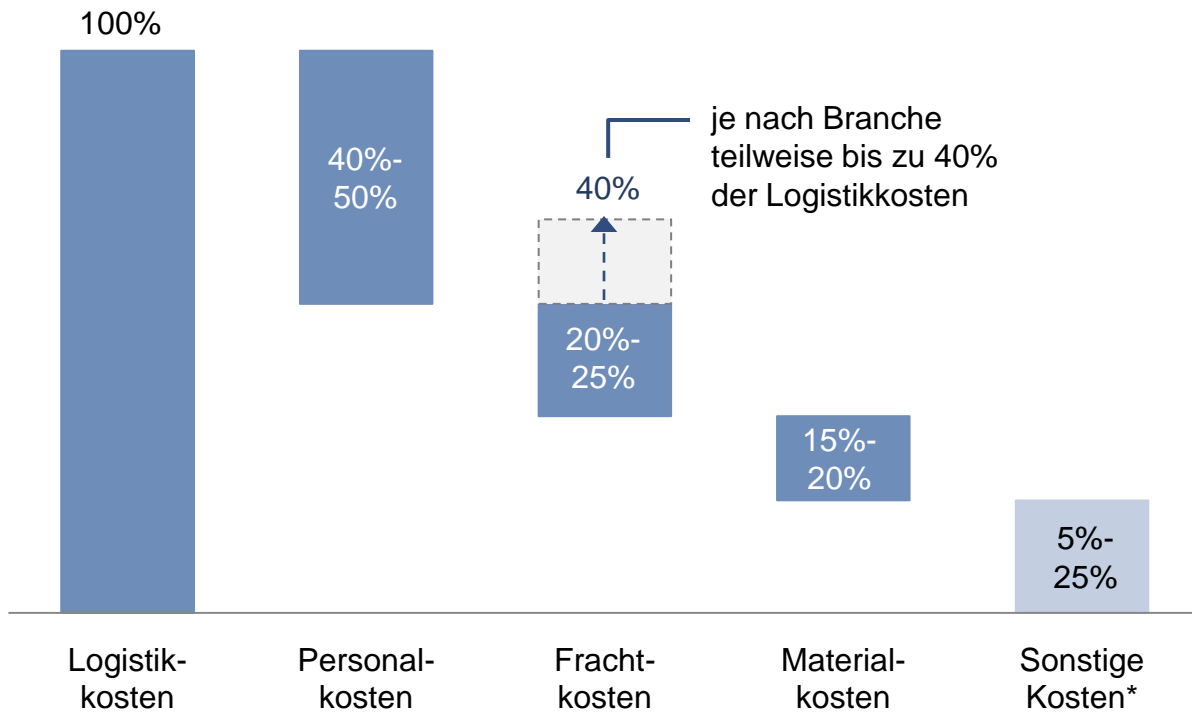 100%
40%-
50%
je nach Branche
teilweise bis zu 40%
der Logistikkosten
40%
20%-
25%
15%-
20%
5%-
25%
Logistik-
kosten
Personal-
kosten
Fracht-
kosten
Material-
kosten
Sonstige
Kosten*